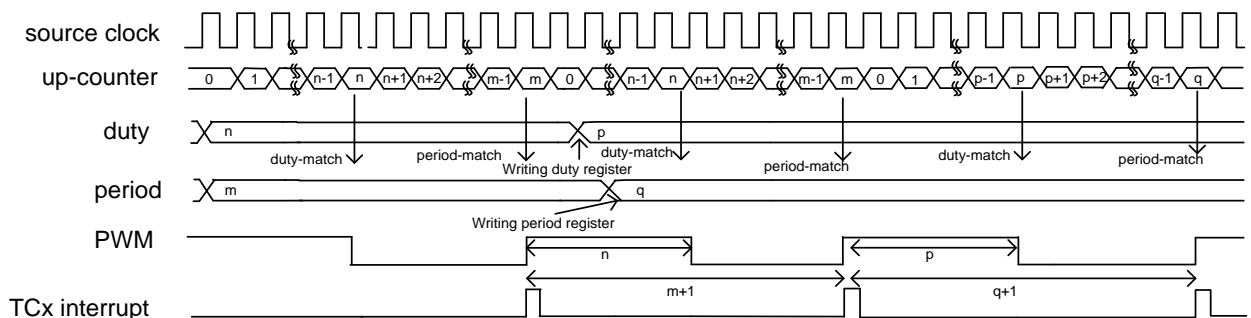 source clock
up-counter 0 1 n-1 n n+1 n+2 m-1 m 0 n-1 n n+1 n+2 m-1 m 0 1 p-1 p p+1 p+2 q-1 q
duty n p
duty-match period-match duty-match period-match duty-match period-match
Writing duty register
period m q
Writing period register
PWM
n p
m+1 q+1
TCx interrupt